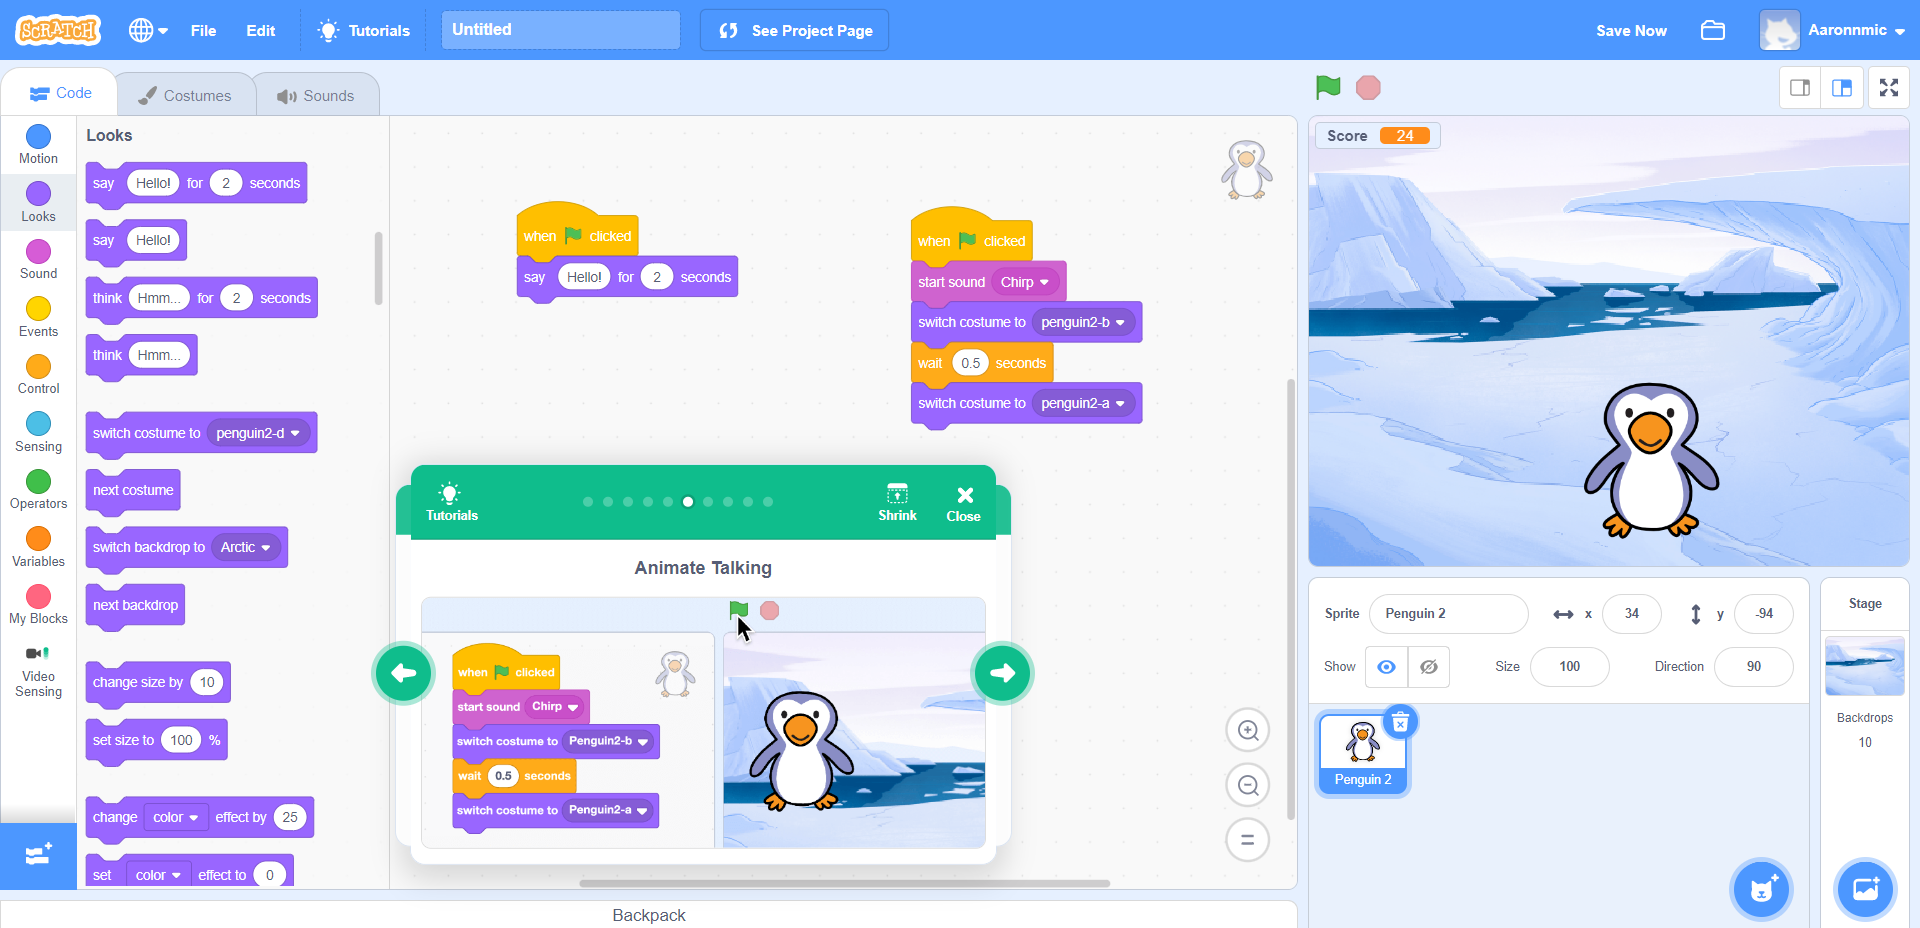 SCRATCH
File
Edit
Tutorials
Untitled
See Project Page
Save Now
Aaronnmic
Code
Costumes
Sounds
Motion
Looks
Sound
Events
Control
Sensing
Operators
Variables
My Blocks
Video
Sensing
Looks
say Hello! for 2 seconds
say Hello!
think Hmm... for 2 seconds
think Hmm...
switch costume to penguin2-d
next costume
switch backdrop to Arctic
next backdrop
change size by 10
set size to 100 %
change color effect by 25
set color effect to 0
when clicked
say Hello! for 2 seconds
when clicked
start sound Chirp
switch costume to penguin2-b
wait 0.5 seconds
switch costume to penguin2-a
Tutorials
Shrink
Close
Animate Talking
when clicked
start sound Chirp
switch costume to Penguin2-b
wait 0.5 seconds
switch costume to Penguin2-a
Backpack
Score 24
Sprite Penguin 2 x 34 y -94
Show Size 100 Direction 90
Penguin 2
Stage
Backdrops
10